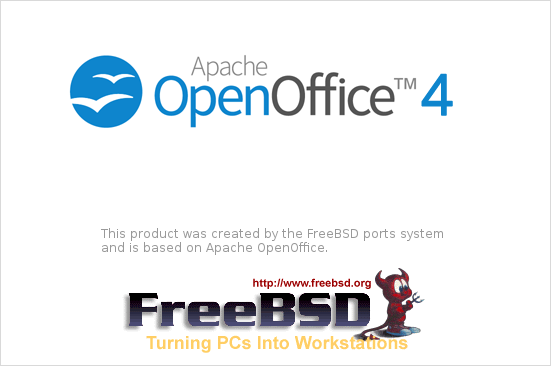 Apache
OpenOffice™ 4
This product was created by the FreeBSD ports system
and is based on Apache OpenOffice.
http://www.freebsd.org
FreeBSD
Turning PCs Into Workstations